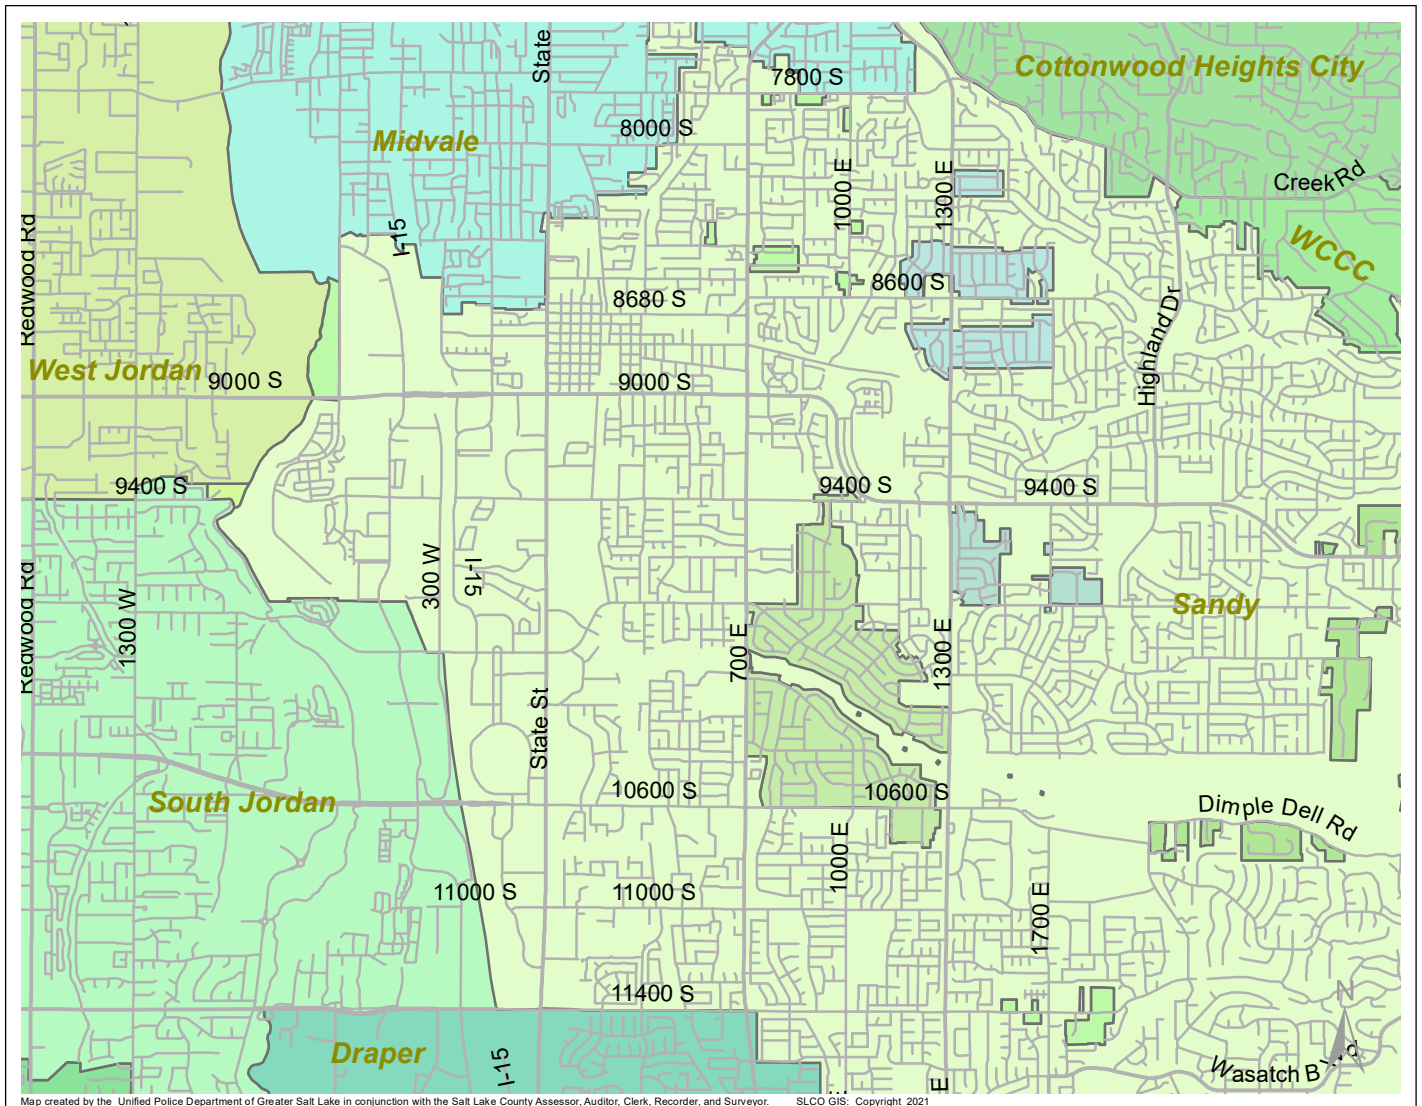 State
7800 S
Cottonwood Heights City
8000 S
Midvale
1000 E
1300 E
Creek Rd
Redwood Rd
I-15
WCCC
8600 S
8680 S
Highland Dr
West Jordan
9000 S
9000 S
9400 S
9400 S
9400 S
Redwood Rd
1300 W
300 W
I-15
Sandy
700 E
1300 E
State St
10600 S
10600 S
South Jordan
Dimple Dell Rd
1000 E
11000 S
11000 S
1700 E
11400 S
N
Draper
I-15
Wasatch Blvd
E
Map created by the Unified Police Department of Greater Salt Lake in conjunction with the Salt Lake County Assessor, Auditor, Clerk, Recorder, and Surveyor. SLCO GIS: Copyright 2021